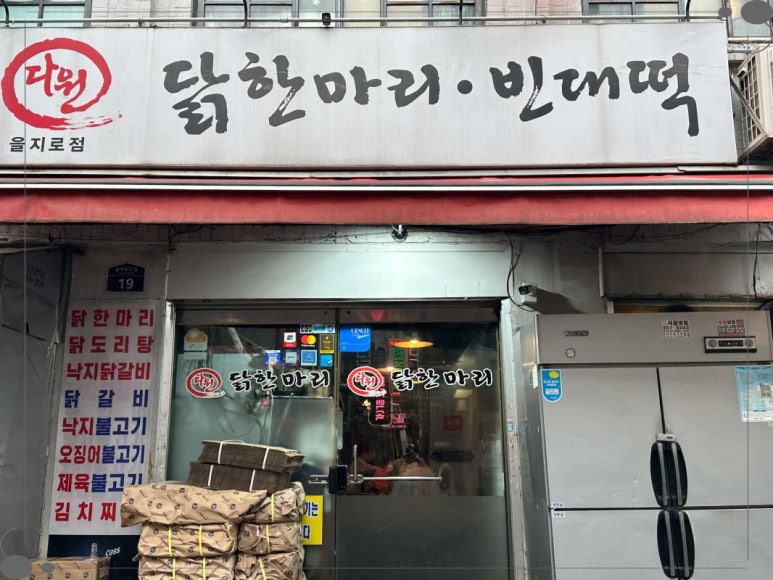 다원
닭한마리·빈대떡
을지로점
19
닭한마리
닭도리탕
낙지닭갈비
닭갈비
낙지불고기
오징어불고기
제육불고기
김치찌
다원 닭한마리
다원 닭한마리
Cass